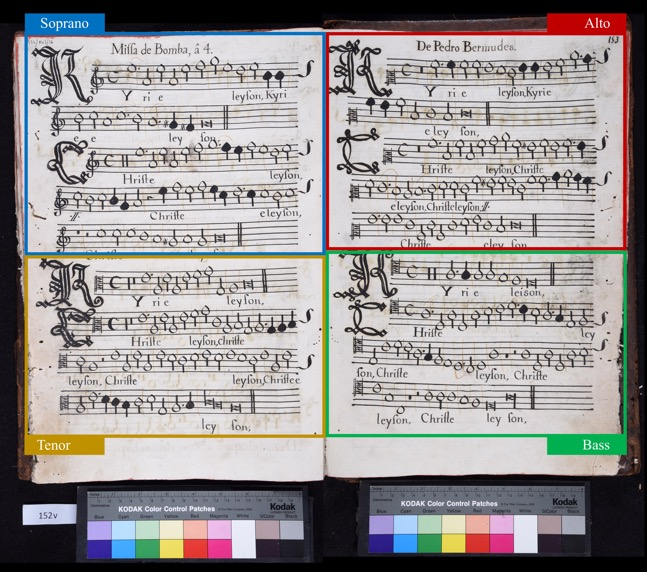 Soprano
Missa de Bomba, â 4.
Y rie leyson, Kyri
e e ley son,
Hriste leyson,
Christe eleyson,
Alto
De Pedro Bermudes.
153
Y rie leyson, Kyrie
e ley son,
Hriste leyson, Christe
eleyson, Christe leyson,
Christe eley son
Tenor
Y rie leyson,
Hriste leyson, christe
leyson, Christe leyson, Christe e
ley son,
Bass
Y rie leison,
Hriste ley
son, Christe leyson, Christe
leyson, Christe ley son,
152v
KODAK Color Control Patches
Kodak
Blue Cyan Green Yellow Red Magenta White 3/Color Black
KODAK Color Control Patches
Kodak
Blue Cyan Green Yellow Red Magenta White 3/Color Black